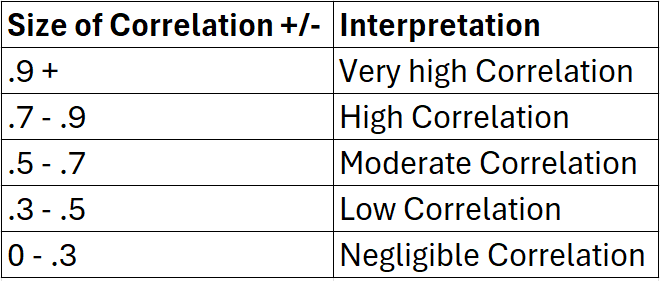 Size of Correlation +/- Interpretation
.9 + Very high Correlation
.7 - .9 High Correlation
.5 - .7 Moderate Correlation
.3 - .5 Low Correlation
0 - .3 Negligible Correlation